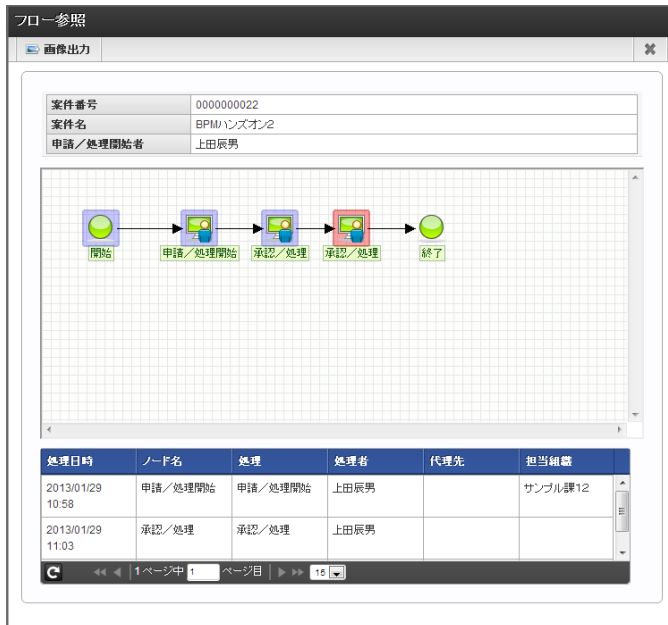 フロー参照
画像出力
案件番号 0000000022
案件名 BPMハンズオン2
申請／処理開始者 上田辰男
開始 申請／処理開始 承認／処理 承認／処理 終了
処理日時 ノード名 処理 処理者 代理先 担当組織
2013/01/29 申請／処理開始 申請／処理開始 上田辰男 サンプル課12
10:58
2013/01/29 承認／処理 承認／処理 上田辰男
11:03
1 ページ中 1 ページ目 15